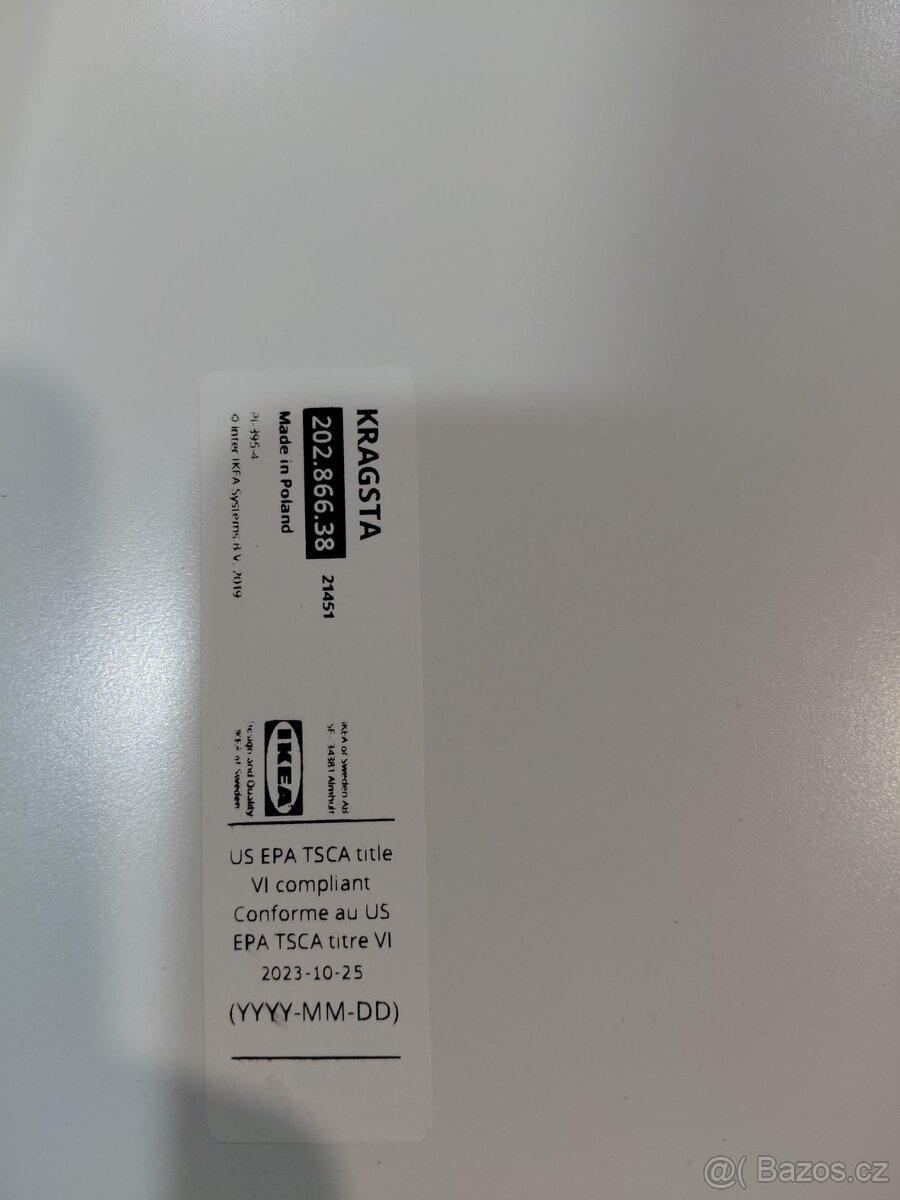 KRAGSTA
202.866.38 21451
Made in Poland
© Inter IKEA Systems B.V. 2019
IKEA of Sweden AB
SE - 34381 Älmhult
IKEA
Design and Quality
IKEA of Sweden
US EPA TSCA title
VI compliant
Conforme au US
EPA TSCA titre VI
2023-10-25
(YYYY-MM-DD)
@( Bazos.cz